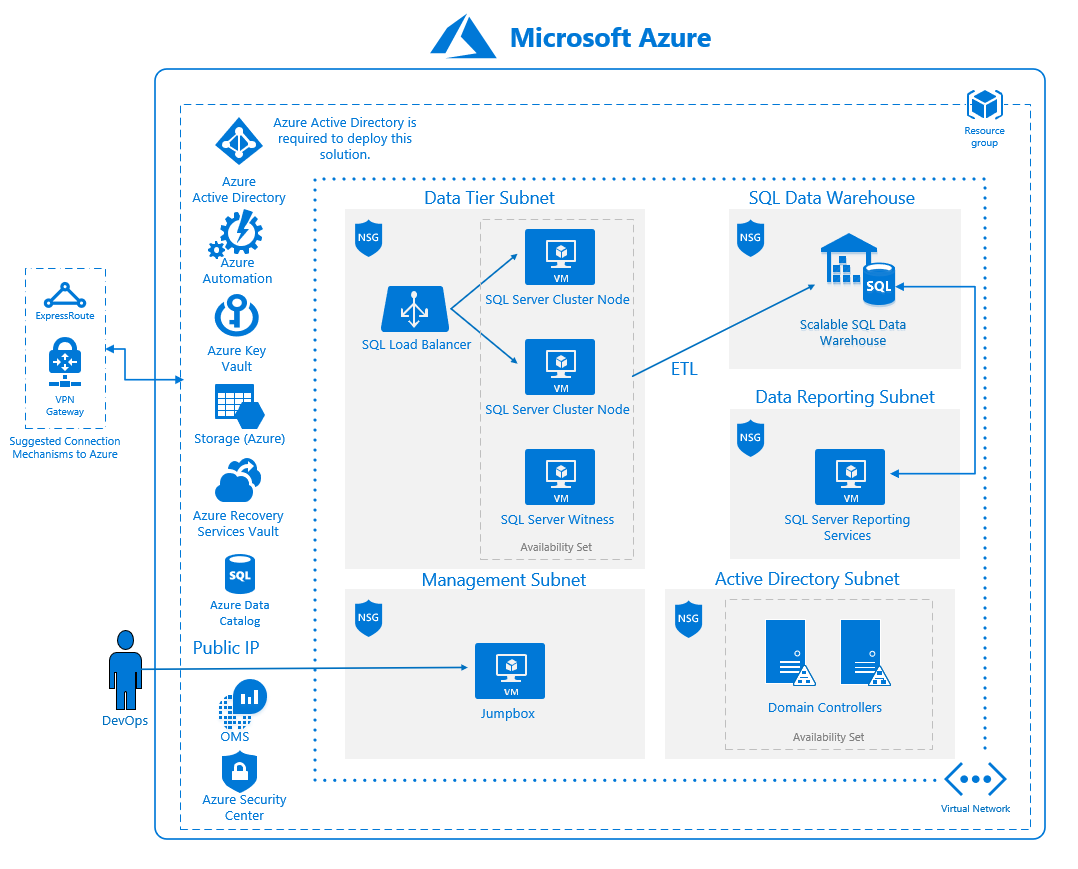 Microsoft Azure
Resource
group
Azure Active Directory is
required to deploy this
solution.
Azure
Active Directory
Azure
Automation
Azure Key
Vault
Storage (Azure)
Azure Recovery
Services Vault
SQL
Azure Data
Catalog
Public IP
OMS
Azure Security
Center
ExpressRoute
VPN
Gateway
Suggested Connection
Mechanisms to Azure
DevOps
Data Tier Subnet
NSG
SQL Load Balancer
VM
SQL Server Cluster Node
VM
SQL Server Cluster Node
VM
SQL Server Witness
Availability Set
ETL
SQL Data Warehouse
NSG
SQL
Scalable SQL Data
Warehouse
Data Reporting Subnet
NSG
VM
SQL Server Reporting
Services
Management Subnet
NSG
VM
Jumpbox
Active Directory Subnet
NSG
Domain Controllers
Availability Set
Virtual Network